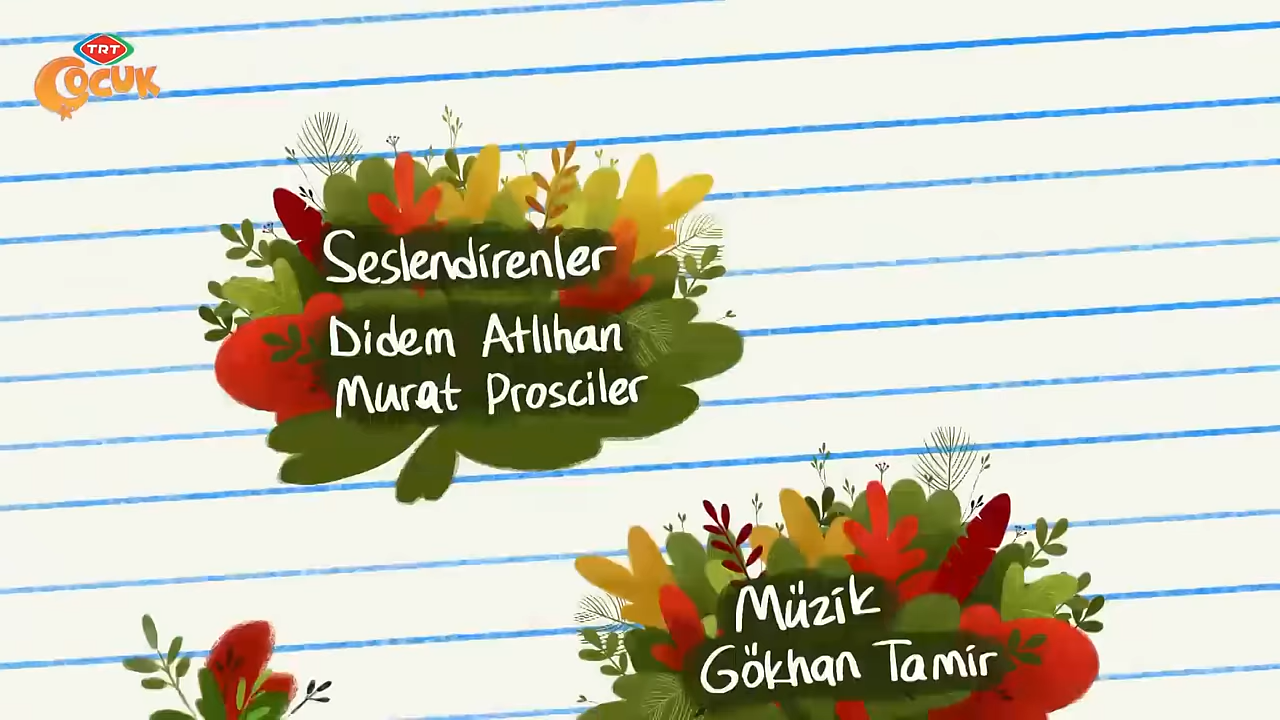 TRT
ÇOCUK
Seslendirenler
Didem Atlıhan
Murat Prosciler
Müzik
Gökhan Tamir